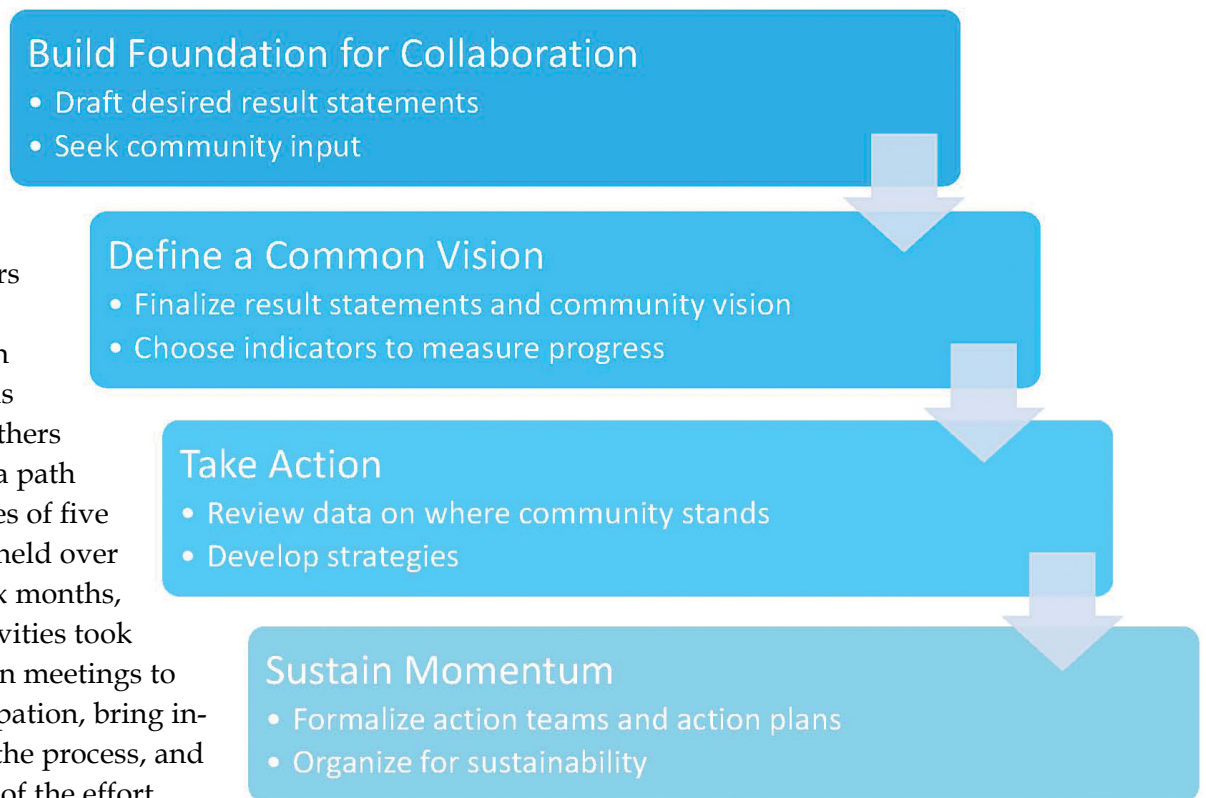 Build Foundation for Collaboration
• Draft desired result statements
• Seek community input
Define a Common Vision
• Finalize result statements and community vision
• Choose indicators to measure progress
Take Action
• Review data on where community stands
• Develop strategies
Sustain Momentum
• Formalize action teams and action plans
• Organize for sustainability
rs
n
s
thers
a path
es of five
held over
x months,
vities took
n meetings to
pation, bring in-
the process, and
of the effort